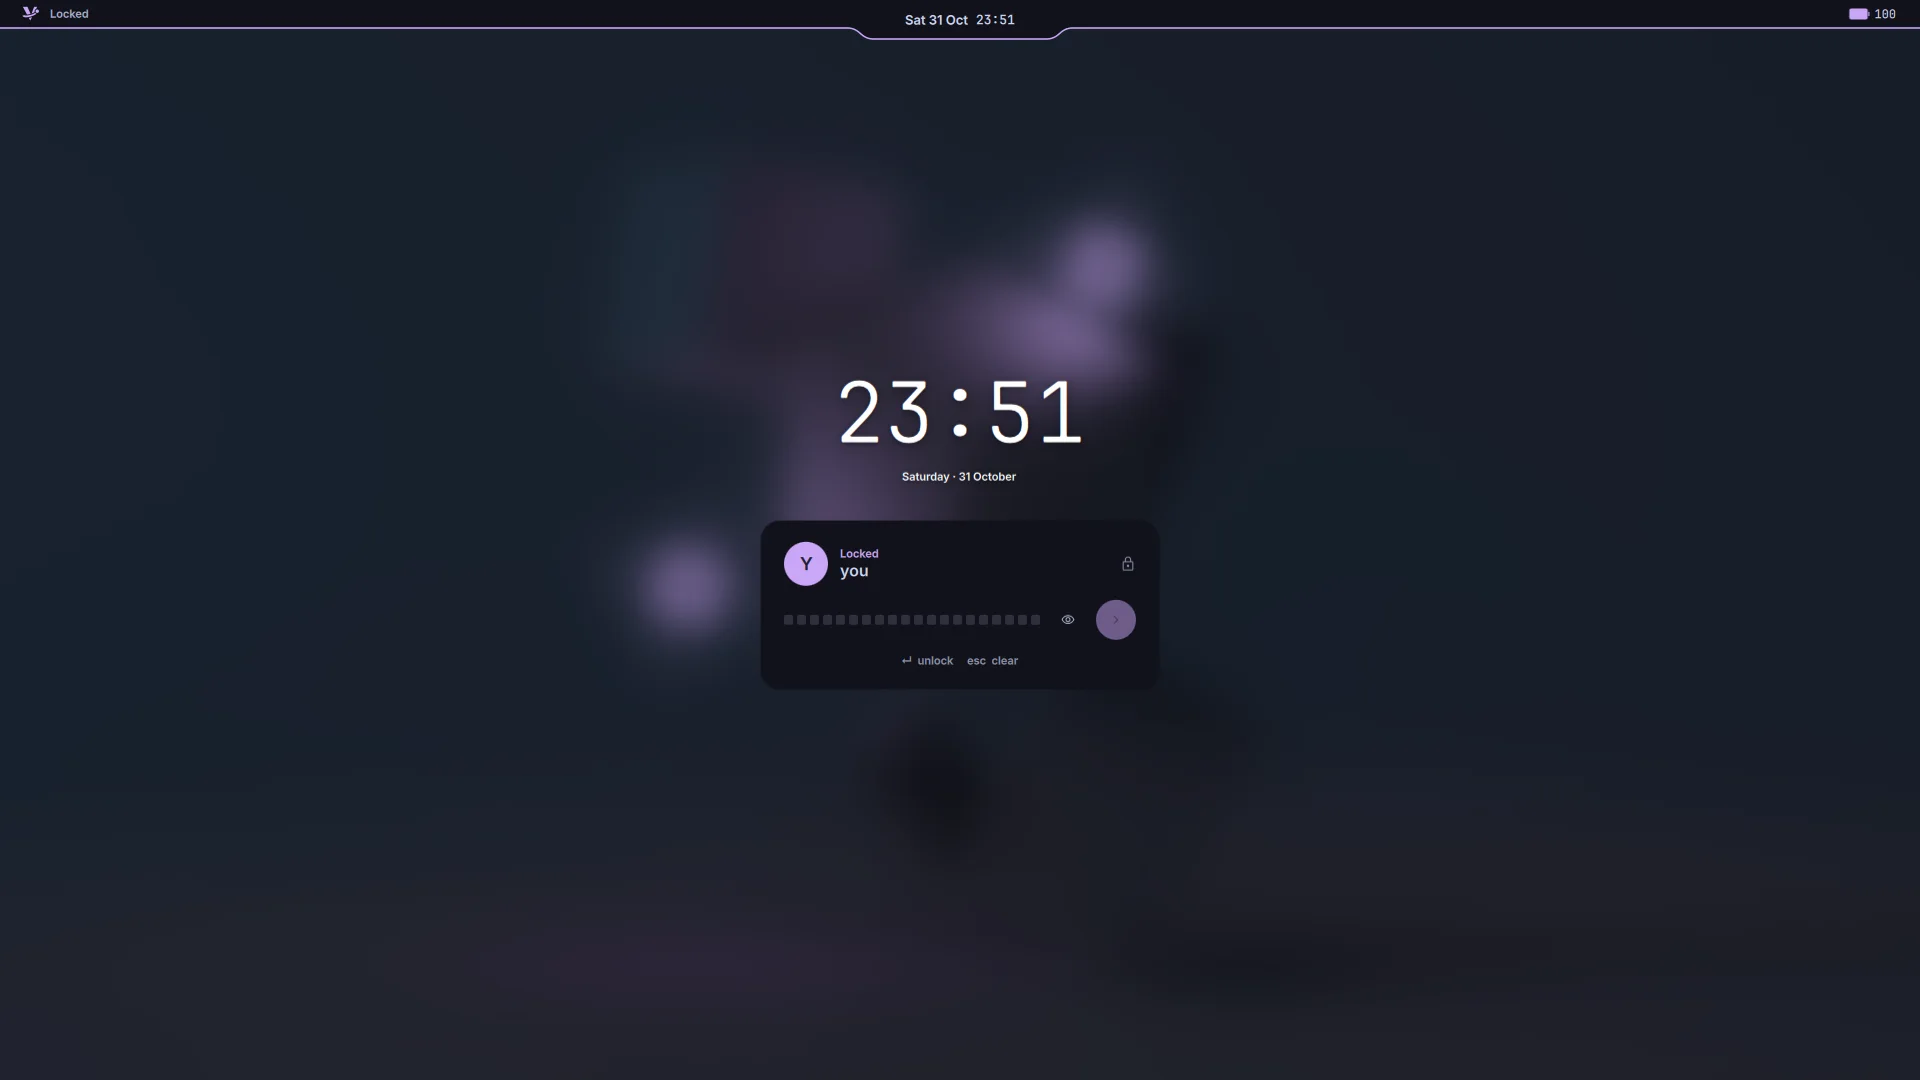 Locked
Sat 31 Oct 23:51
100
23:51
Saturday · 31 October
Y
Locked
you
unlock esc clear